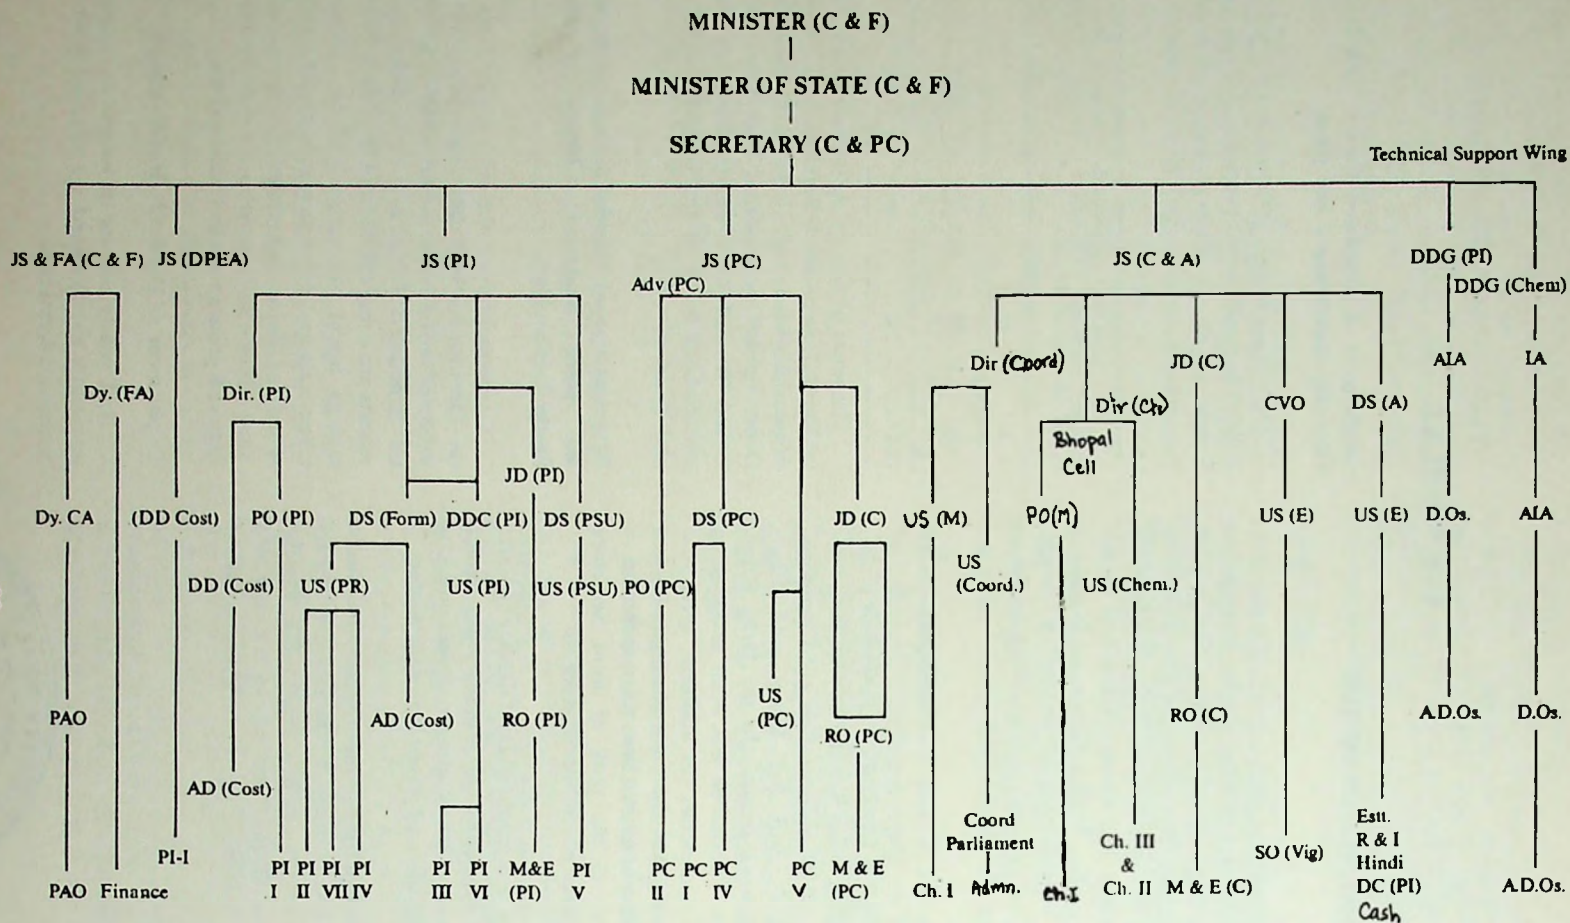 MINISTER (C & F)
MINISTER OF STATE (C & F)
SECRETARY (C & PC)
Technical Support Wing
JS & FA (C & F) JS (DPEA) JS (PI) JS (PC) JS (C & A) DDG (PI)
Adv (PC) DDG (Chem)
Dir (Coord) JD (C) AIA IA
Dy. (FA) Dir. (PI) Dir (Ch) CVO DS (A)
Bhopal
Cell
JD (PI)
Dy. CA (DD Cost) PO (PI) DS (Form) DDC (PI) DS (PSU) DS (PC) JD (C) US (M) PO(M) US (E) US (E) D.Os. AIA
US
(Coord.)
DD (Cost) US (PR) US (PI) US (PSU) PO (PC) US (Chem.)
US
(PC)
PAO AD (Cost) RO (PI) RO (PC) RO (C) A.D.Os. D.Os.
AD (Cost)
PI-I
Coord
Parliament
Admn.
Ch. III
&
Ch. II
SO (Vig)
Estt.
R & I
Hindi
DC (PI)
Cash
PAO Finance
PI I
PI II
PI VII
PI IV
PI III
PI VI
M&E (PI)
PI V
PC II
PC I
PC IV
PC V
M & E (PC)
Ch. I
Ch.I
M & E (C)
A.D.Os.